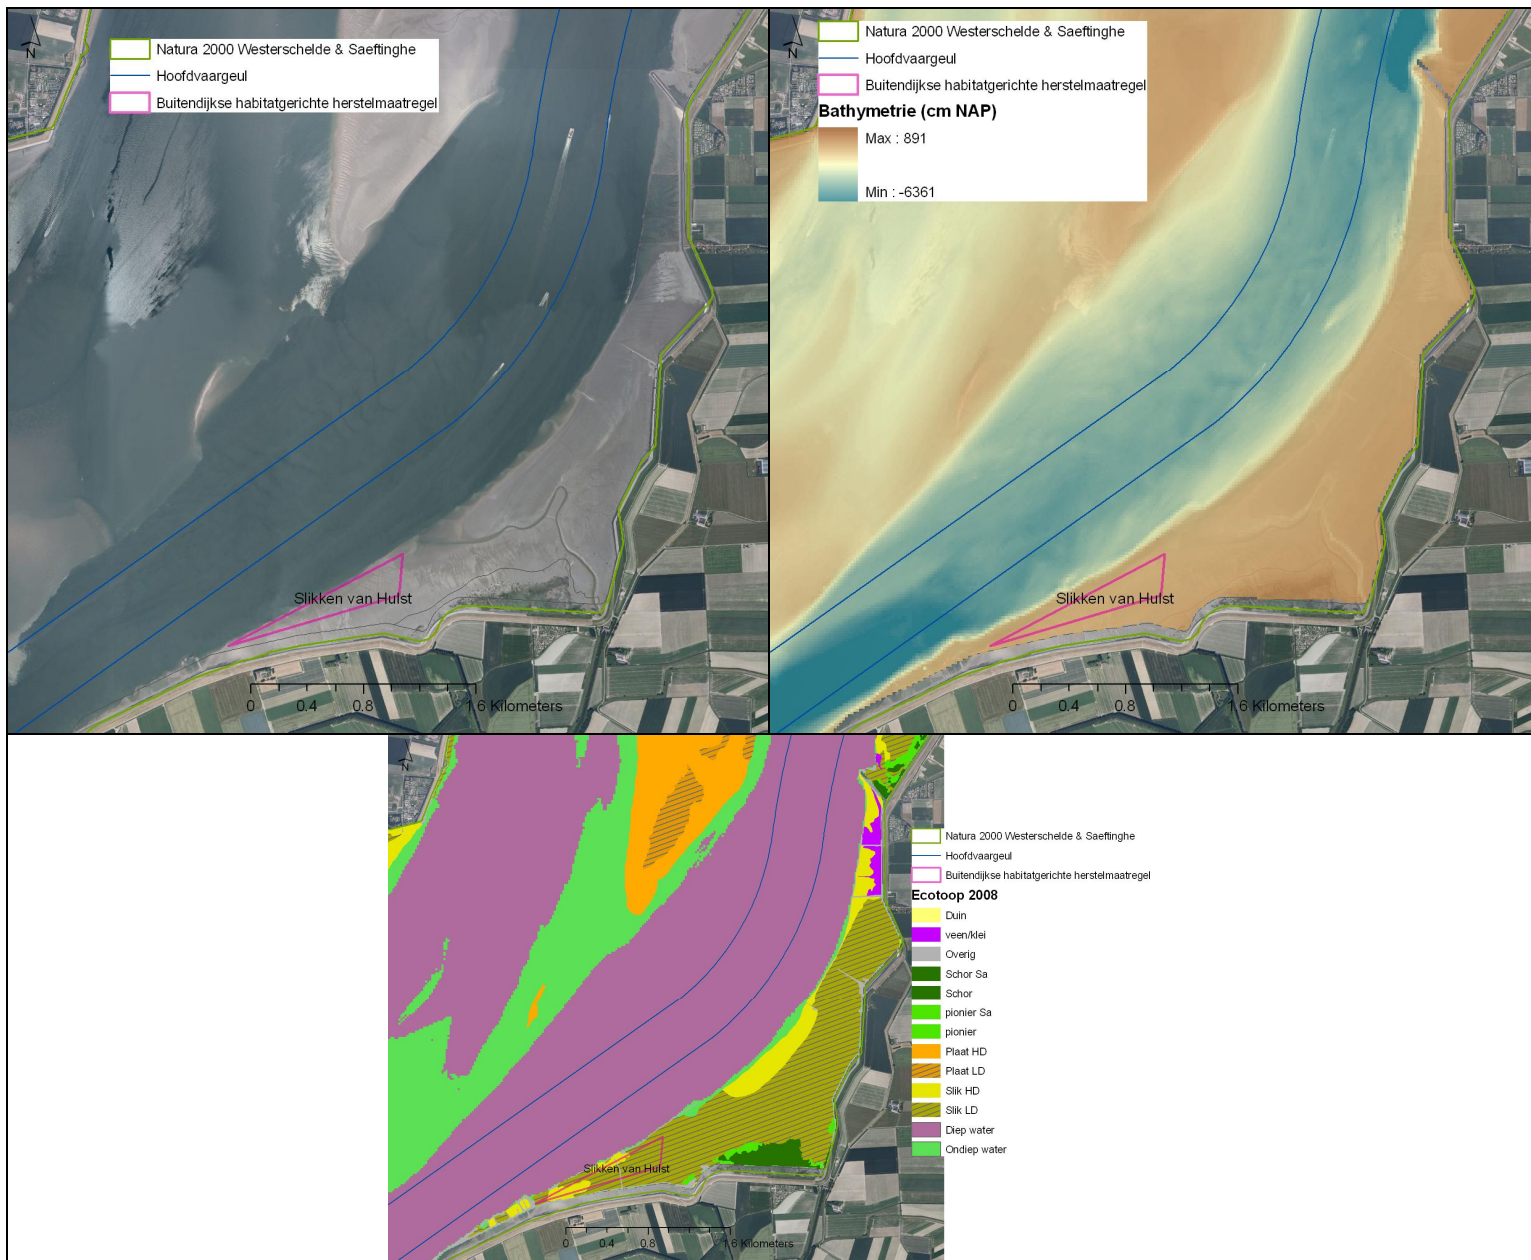 N
Natura 2000 Westerschelde & Saeftinghe
Hoofdvaargeul
Buitendijkse habitatgerichte herstelmaatregel
Slikken van Hulst
0 0.4 0.8 1.6 Kilometers
N
Natura 2000 Westerschelde & Saeftinghe
Hoofdvaargeul
Buitendijkse habitatgerichte herstelmaatregel
Bathymetrie (cm NAP)
Max : 891
Min : -6361
Slikken van Hulst
0 0.4 0.8 1.6 Kilometers
N
Natura 2000 Westerschelde & Saeftinghe
Hoofdvaargeul
Buitendijkse habitatgerichte herstelmaatregel
Ecotoop 2008
Duin
veen/klei
Overig
Schor Sa
Schor
pionier Sa
pionier
Plaat HD
Plaat LD
Slik HD
Slik LD
Diep water
Ondiep water
Slikken van Hulst
0 0.4 0.8 1.6 Kilometers